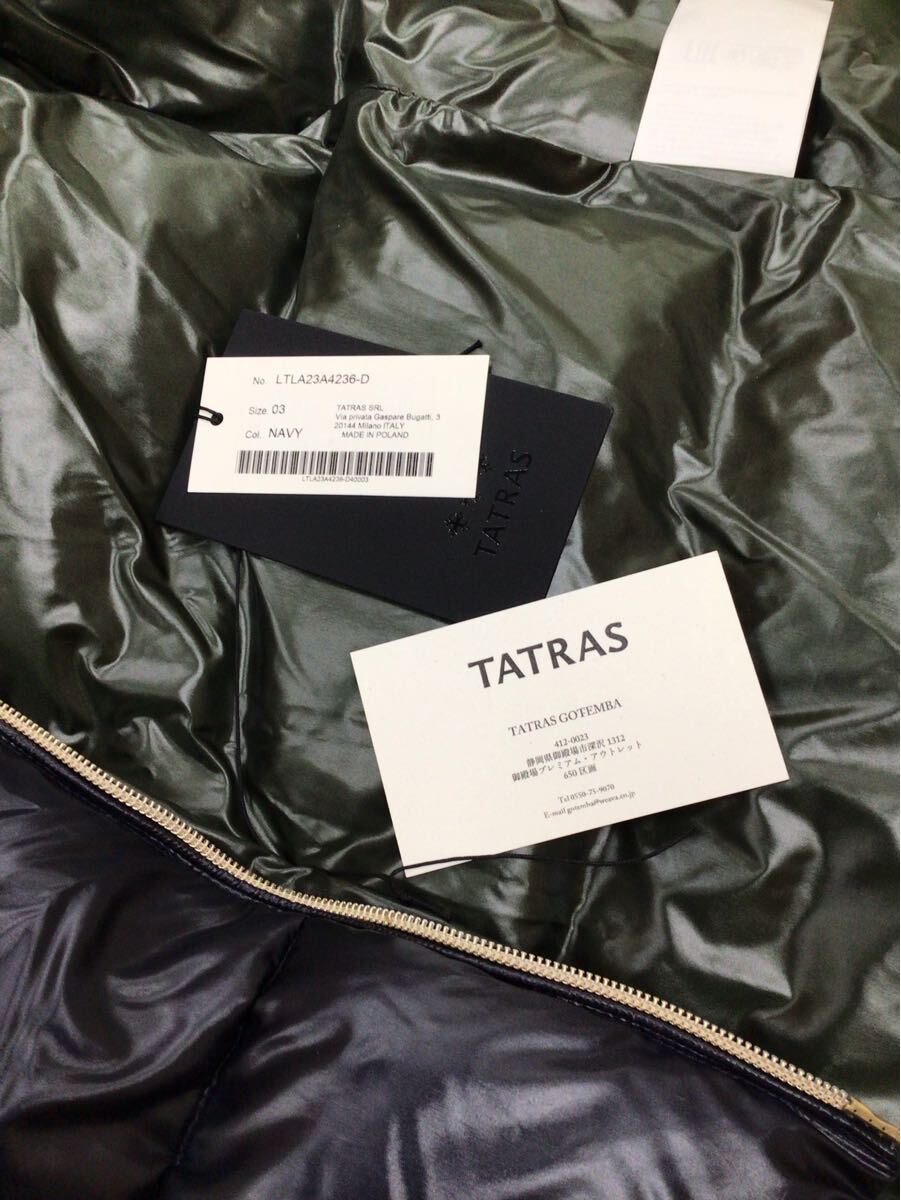 No. LTLA23A4236-D
Size. 03
Col. NAVY
TATRAS SRL
Via privata Gaspare Bugatti, 3
20144 Milano ITALY
MADE IN POLAND
LTLA23A4236-D40003
TATRAS
TATRAS
TATRAS GOTEMBA
412-0023
静岡県御殿場市深沢 1312
御殿場プレミアム・アウトレット
650 区画
Tel 0550-75-9070
E-mail gotemba@weava.co.jp